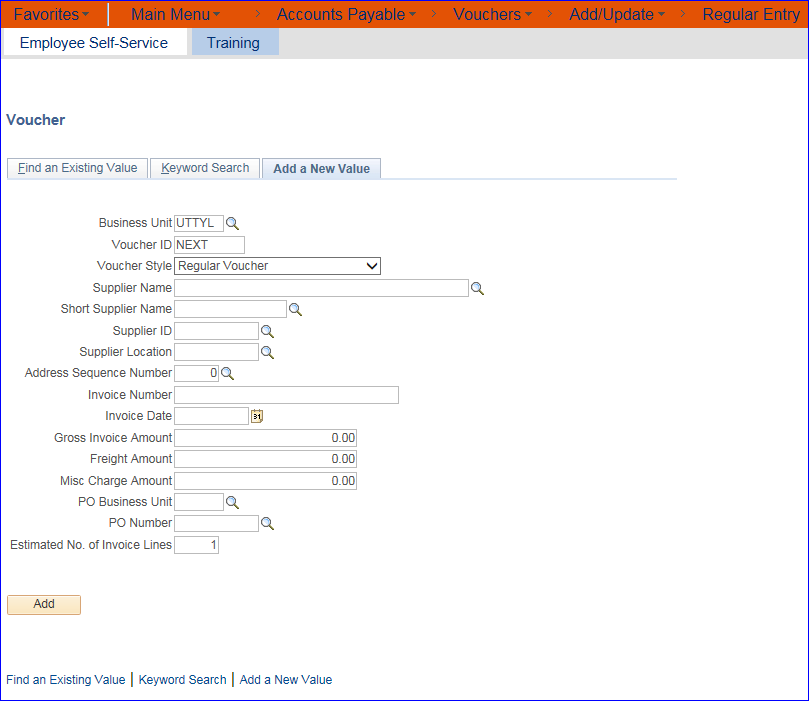 Favorites Main Menu > Accounts Payable > Vouchers > Add/Update > Regular Entry
Employee Self-Service Training
Voucher
Find an Existing Value Keyword Search Add a New Value
Business Unit UTTYL
Voucher ID NEXT
Voucher Style Regular Voucher
Supplier Name
Short Supplier Name
Supplier ID
Supplier Location
Address Sequence Number 0
Invoice Number
Invoice Date 31
Gross Invoice Amount 0.00
Freight Amount 0.00
Misc Charge Amount 0.00
PO Business Unit
PO Number
Estimated No. of Invoice Lines 1
Add
Find an Existing Value | Keyword Search | Add a New Value